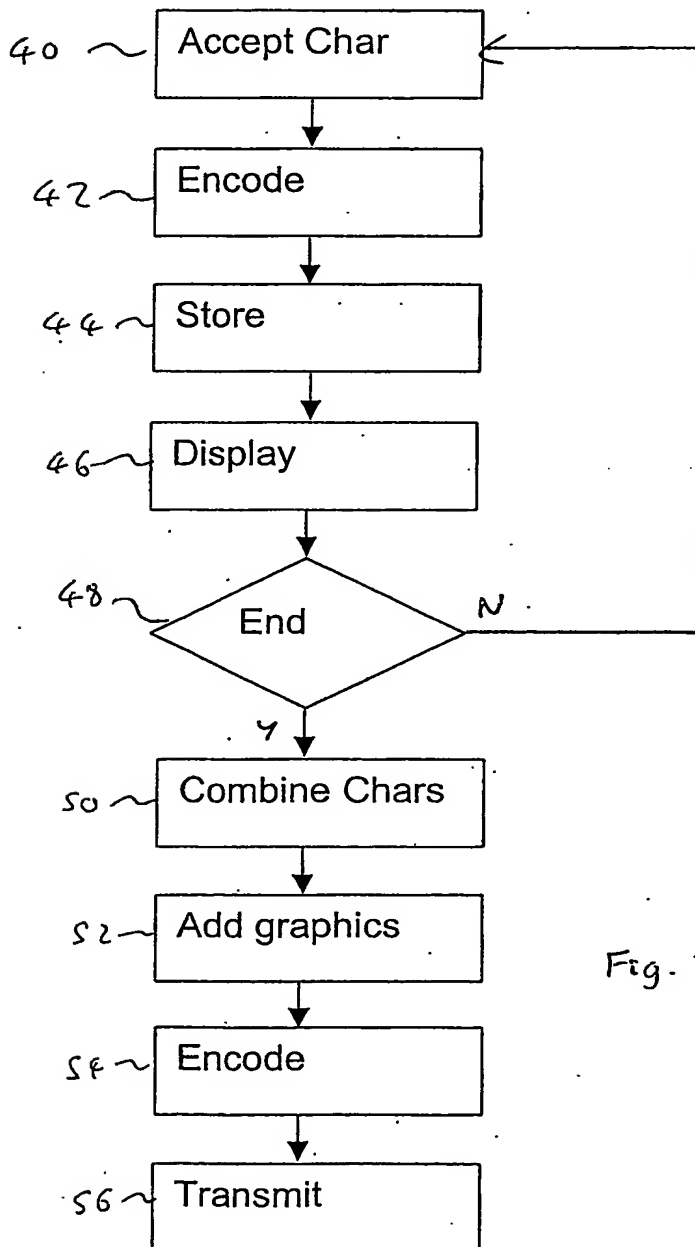 40 Accept Char
42 Encode
44 Store
46 Display
48 End N
Y
50 Combine Chars
52 Add graphics
Fig.
54 Encode
56 Transmit